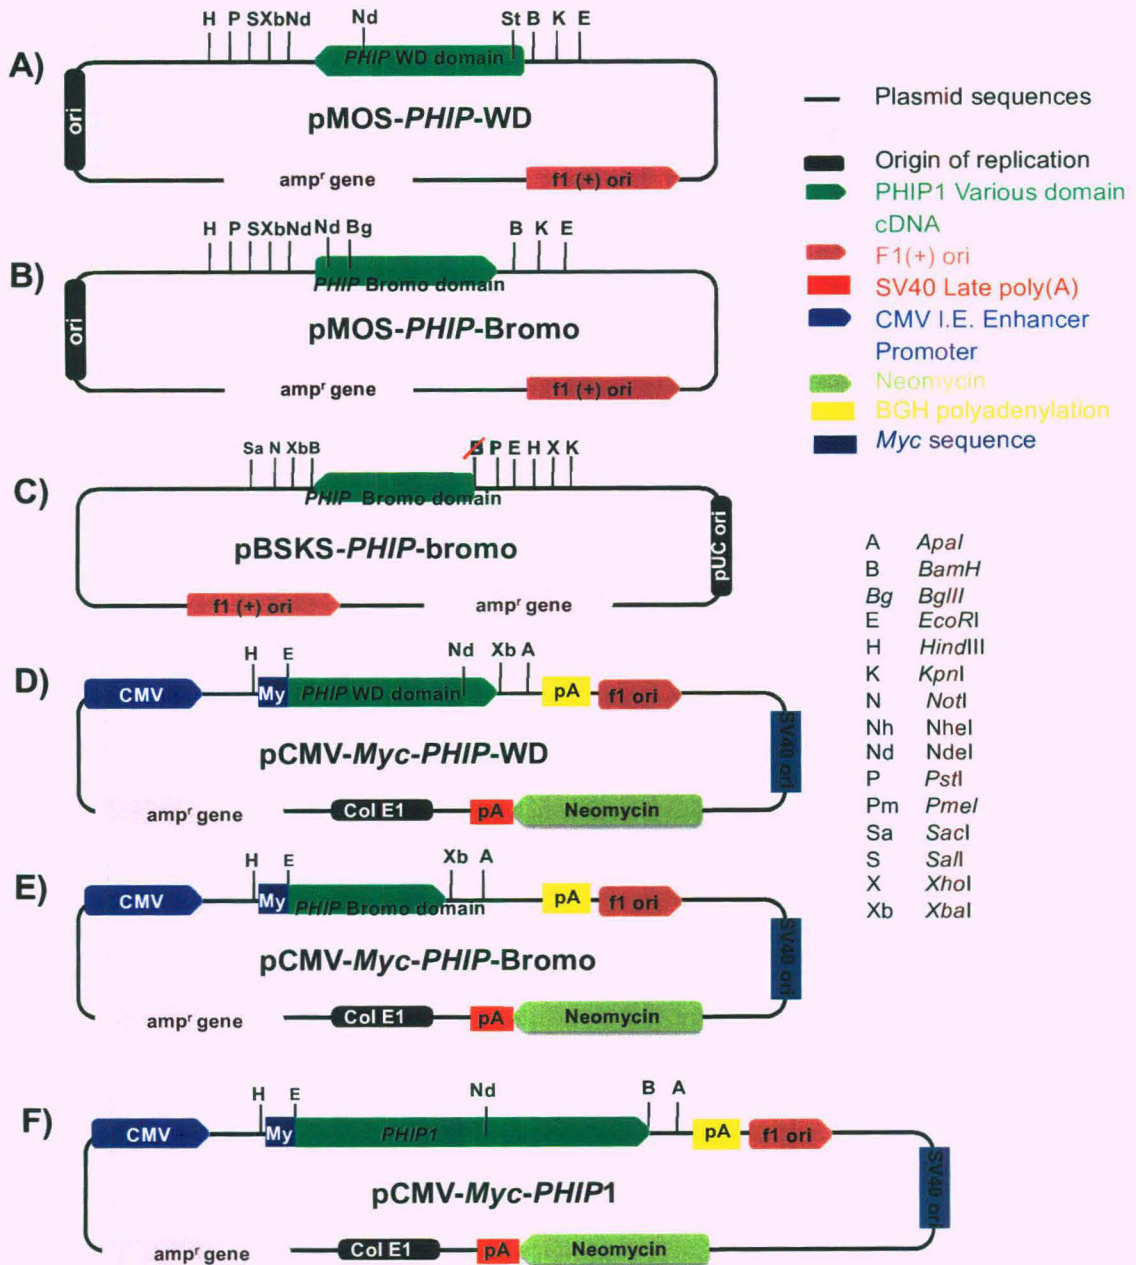 A)
H P S Xb Nd Nd St B K E
PHIP WD domain
ori
pMOS-PHIP-WD
ampr gene
f1 (+) ori
B)
H P S Xb Nd Nd Bg B K E
PHIP Bromo domain
ori
pMOS-PHIP-Bromo
ampr gene
f1 (+) ori
C)
Sa N Xb B B P E H X K
PHIP Bromo domain
pBSKS-PHIP-bromo
pUC ori
f1 (+) ori
ampr gene
D)
H E Nd Xb A
CMV My PHIP WD domain pA f1 ori
pCMV-Myc-PHIP-WD
SV40 ori
ampr gene Col E1 pA Neomycin
E)
H E Xb A
CMV My PHIP Bromo domain pA f1 ori
pCMV-Myc-PHIP-Bromo
SV40 ori
ampr gene Col E1 pA Neomycin
F)
H E Nd B A
CMV My PHIP1 pA f1 ori
pCMV-Myc-PHIP1
SV40 ori
ampr gene Col E1 pA Neomycin
Plasmid sequences
Origin of replication
PHIP1 Various domain
cDNA
F1(+) ori
SV40 Late poly(A)
CMV I.E. Enhancer
Promoter
Neomycin
BGH polyadenylation
Myc sequence
A ApaI
B BamH
Bg BglII
E EcoRI
H HindIII
K KpnI
N NotI
Nh NheI
Nd NdeI
P PstI
Pm PmeI
Sa SacI
S SalI
X XhoI
Xb XbaI